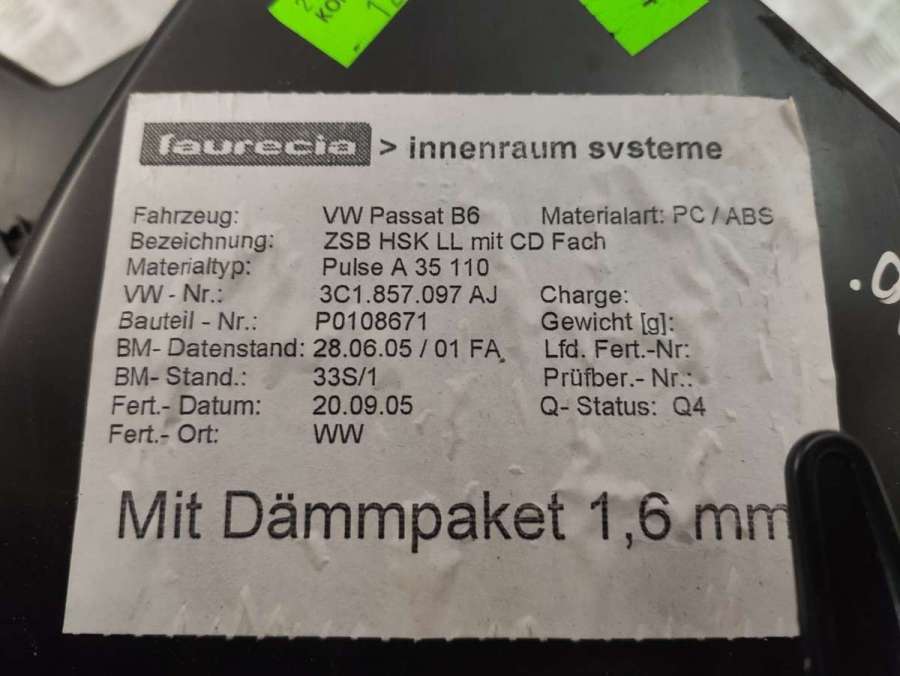 faurecia > innenraum systeme
Fahrzeug: VW Passat B6 Materialart: PC / ABS
Bezeichnung: ZSB HSK LL mit CD Fach
Materialtyp: Pulse A 35 110
VW - Nr.: 3C1.857.097 AJ Charge:
Bauteil - Nr.: P0108671 Gewicht [g]:
BM- Datenstand: 28.06.05 / 01 FA Lfd. Fert.-Nr:
BM- Stand.: 33S/1 Prüfber.- Nr.:
Fert.- Datum: 20.09.05 Q- Status: Q4
Fert.- Ort: WW
Mit Dämmpaket 1,6 mm